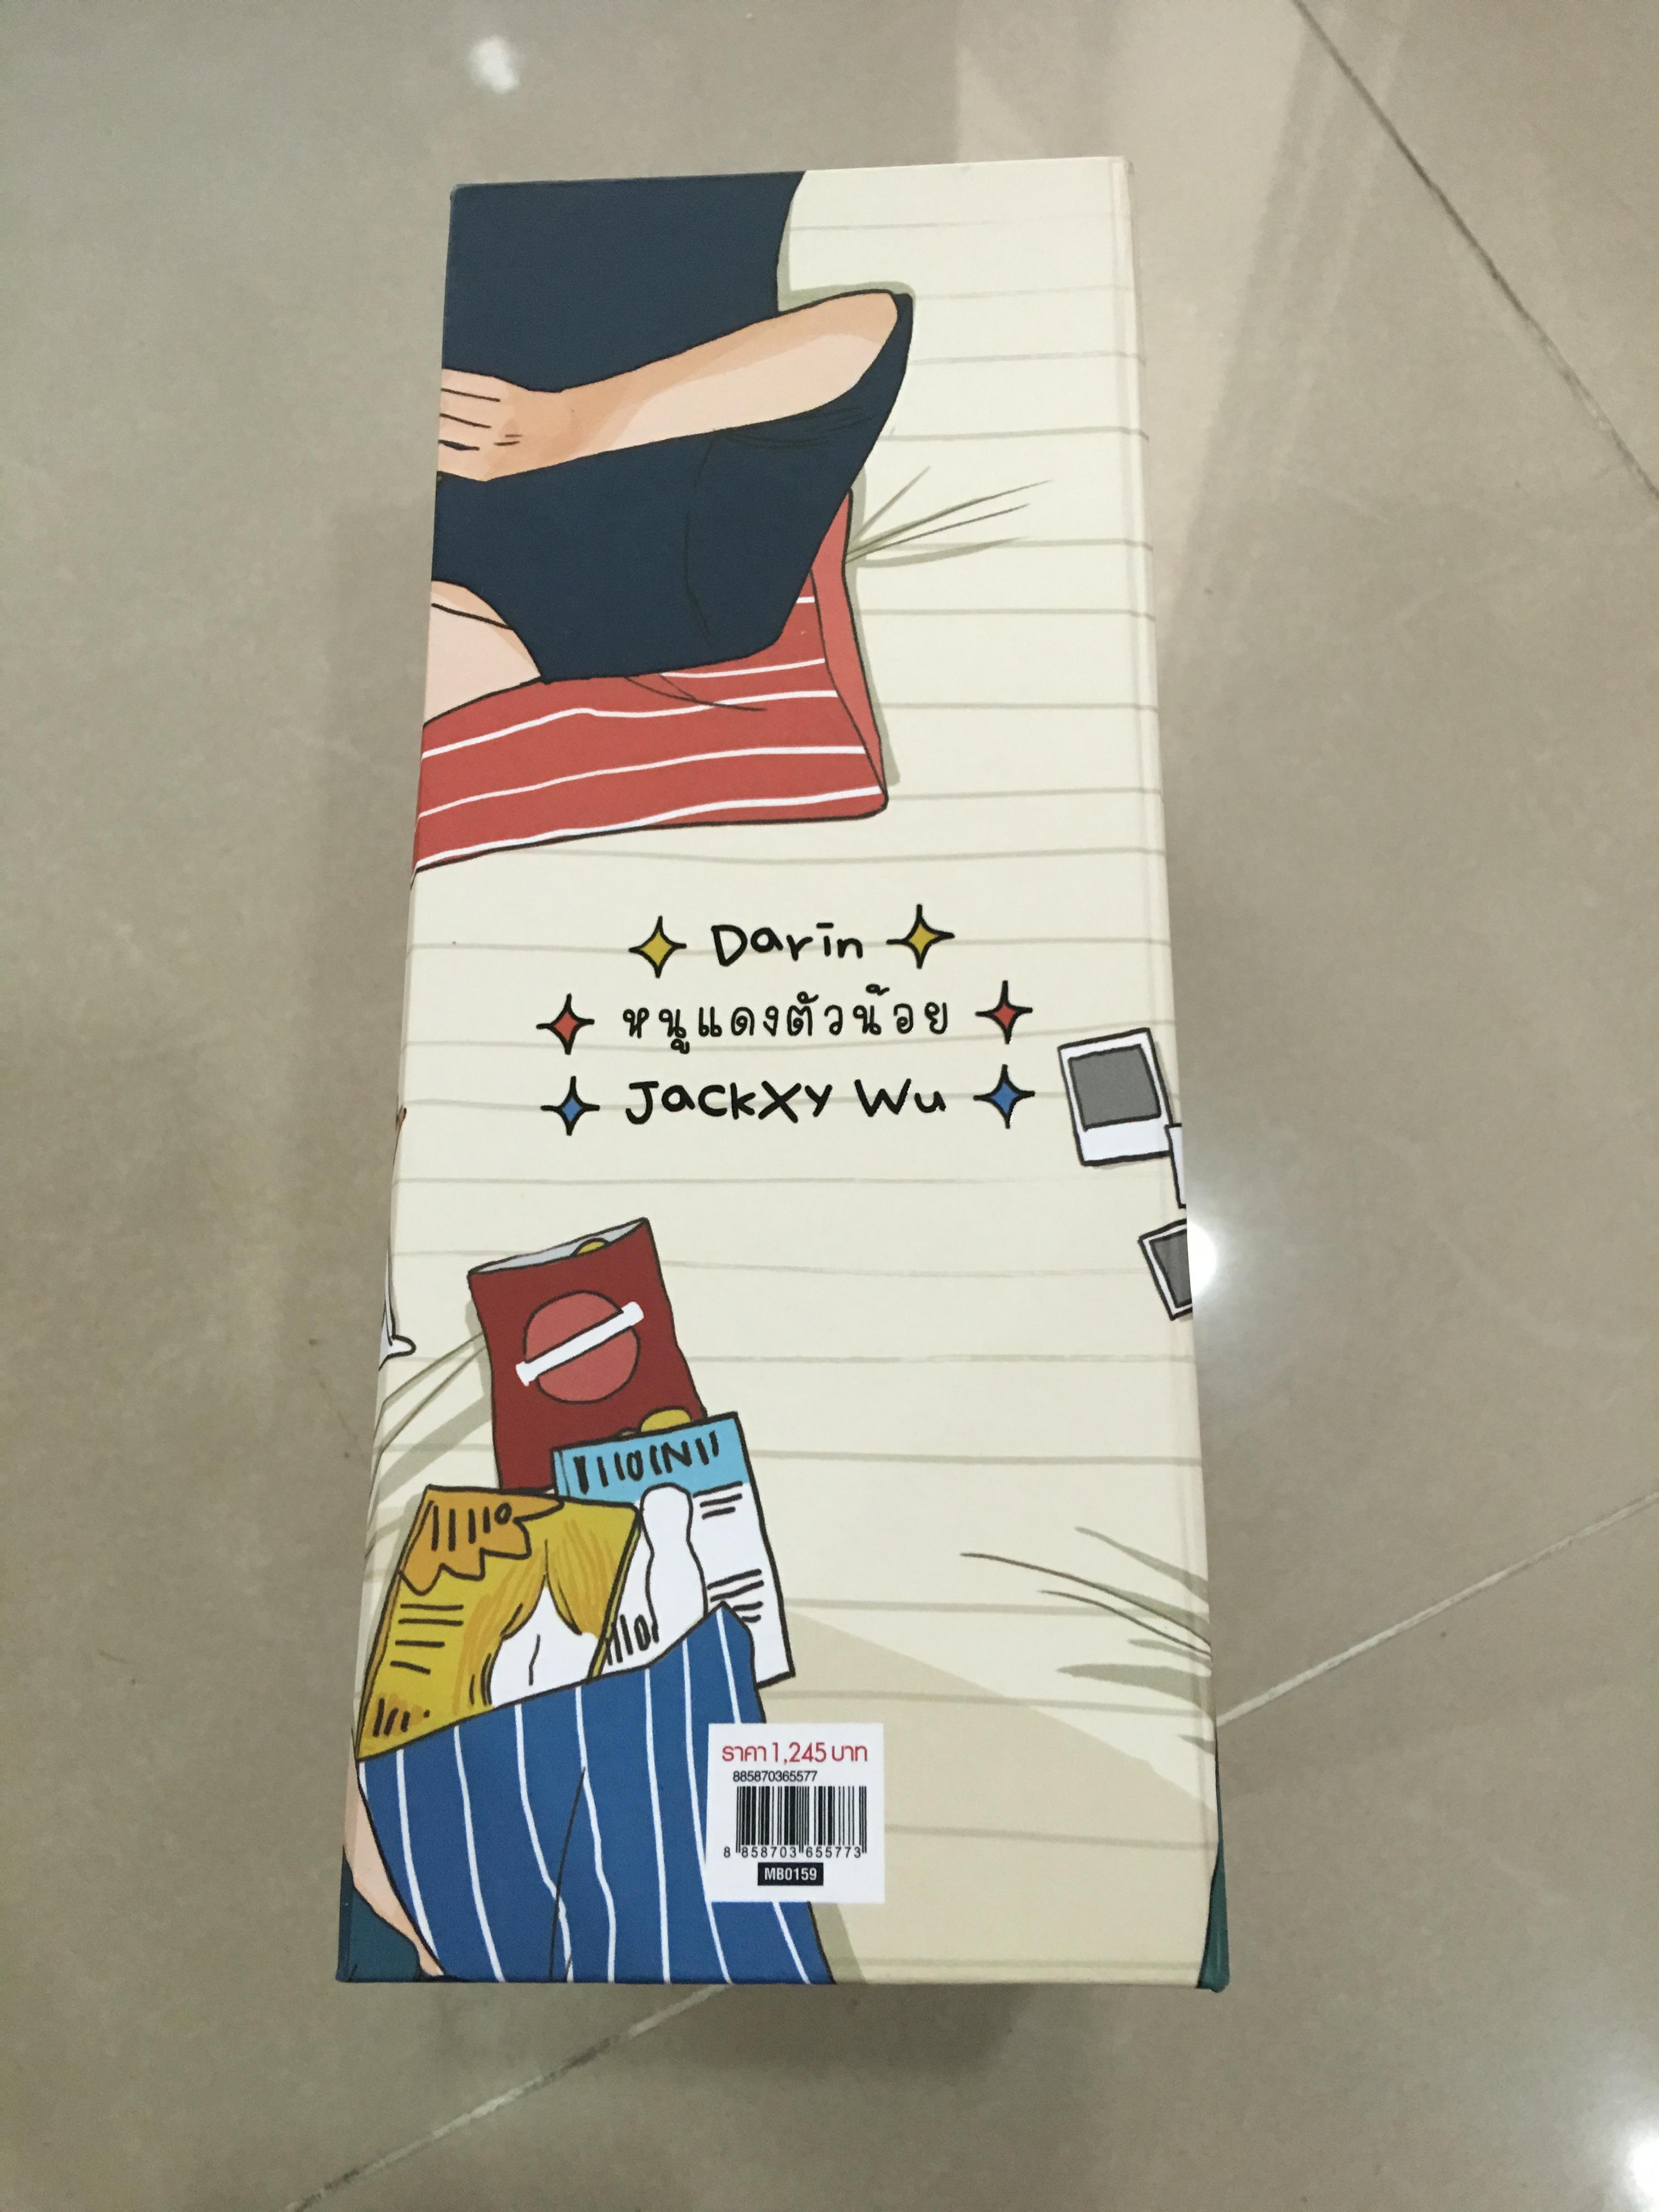 Darin
หนูแดงตัวน้อย
JackXy Wu
ราคา 1,245 บาท
885870365577
8 858703 655773
MB0159